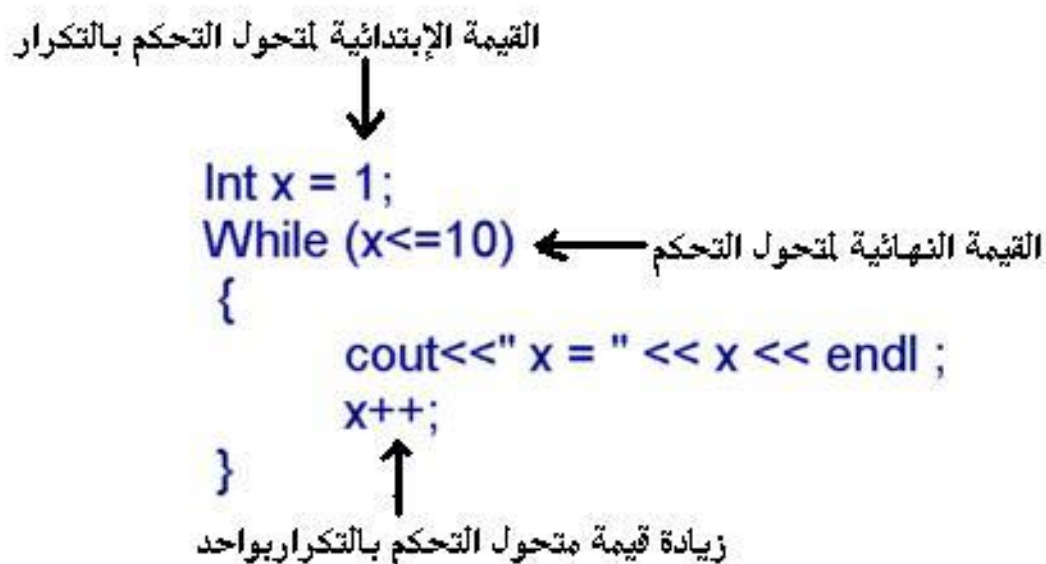 القيمة الإبتدائية لمتحول التحكم بالتكرار
Int x = 1;
While (x<=10)
القيمة النهائية لمتحول التحكم
{
cout<<" x = " << x << endl ;
x++;
}
زيادة قيمة متحول التحكم بالتكراربواحد